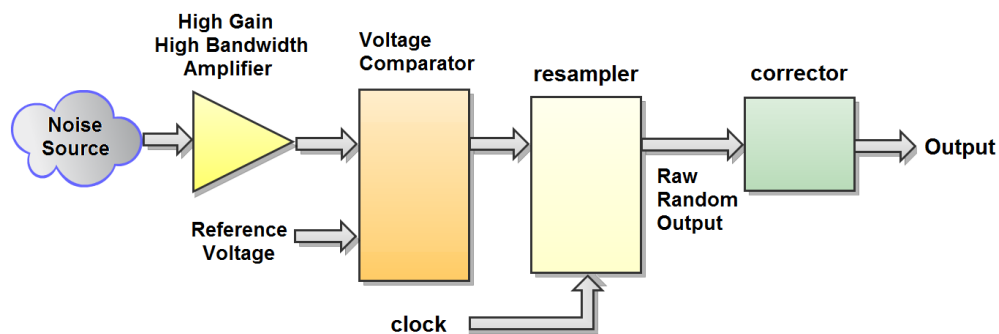 High Gain
High Bandwidth
Amplifier
Voltage
Comparator
resampler
corrector
Noise
Source
Output
Raw
Random
Output
Reference
Voltage
clock